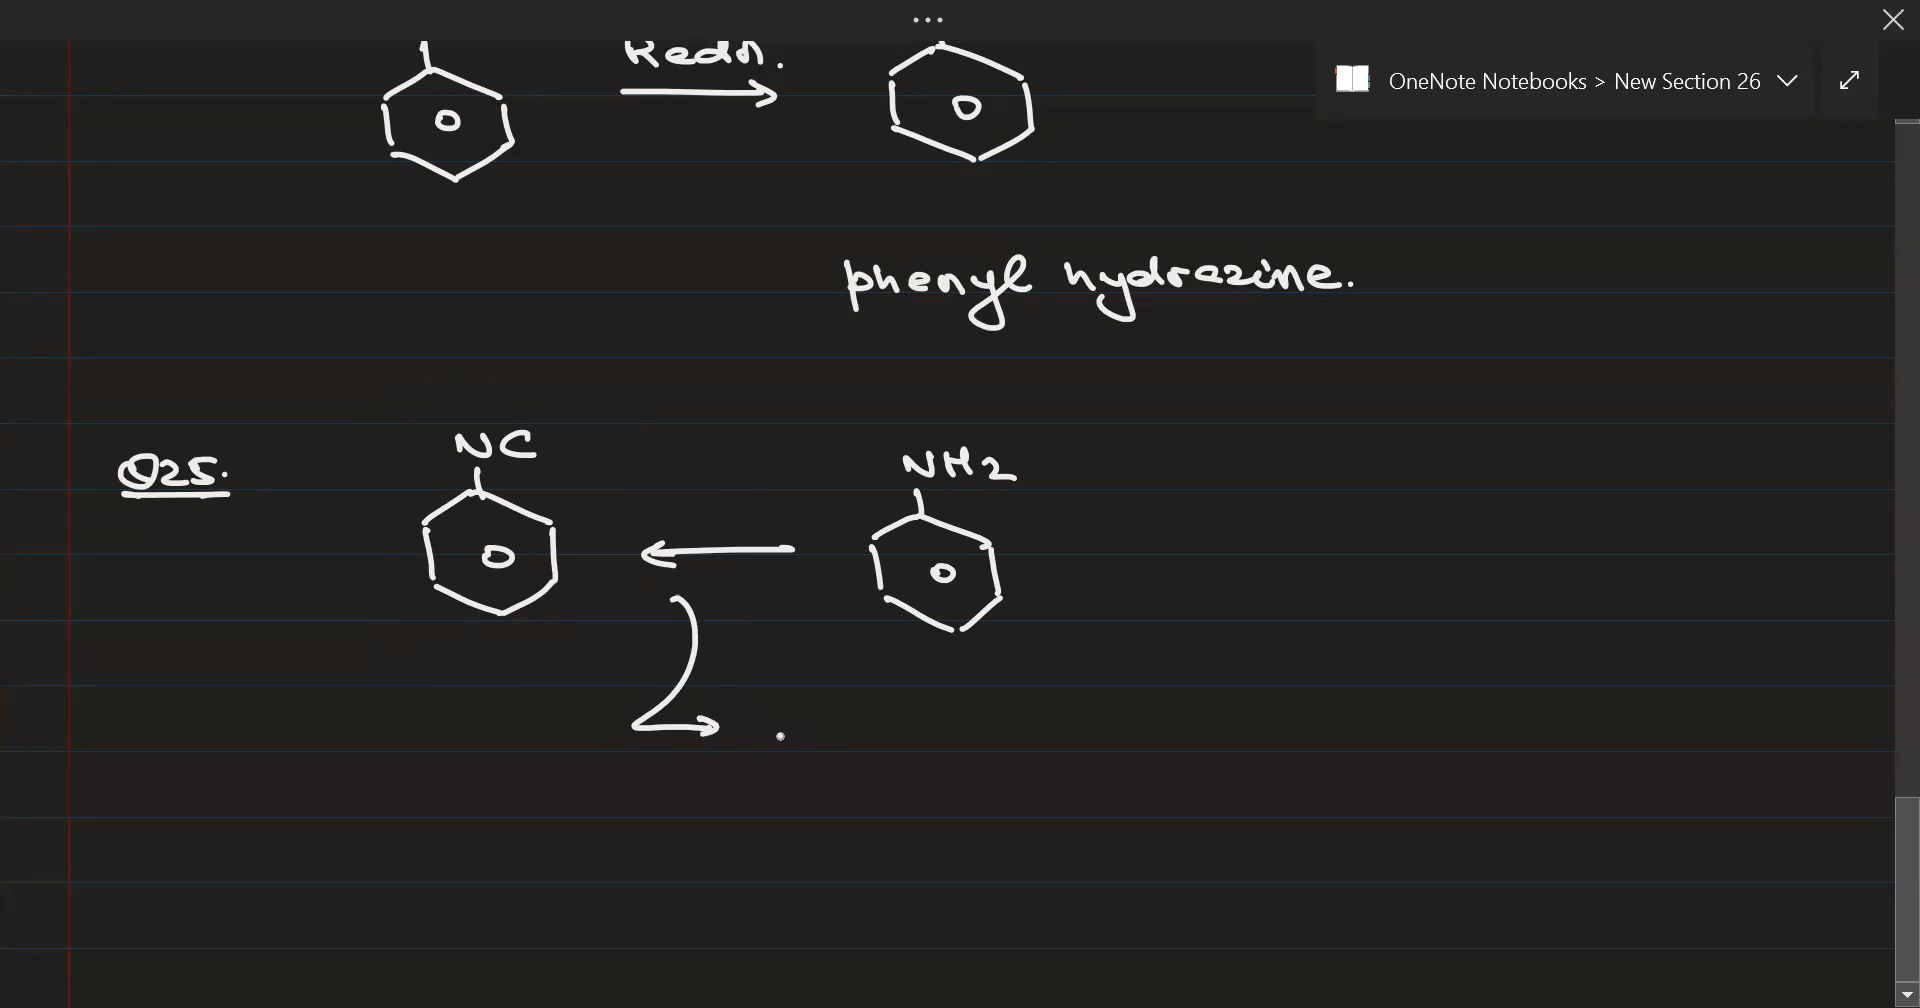 ...
Redn.
OneNote Notebooks > New Section 26
O
O
phenyl hydrazine.
Q25.
NC
NH2
O
O